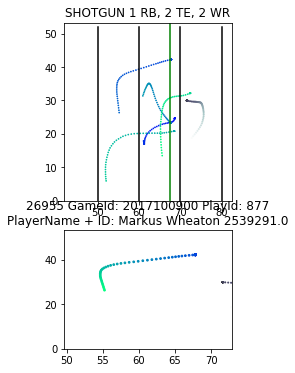 SHOTGUN 1 RB, 2 TE, 2 WR
50
40
30
20
10
0
50 60 70 80
26955 GameId: 2017100900 PlayId: 877
PlayerName + ID: Markus Wheaton 2539291.0
40
20
0
50 55 60 65 70